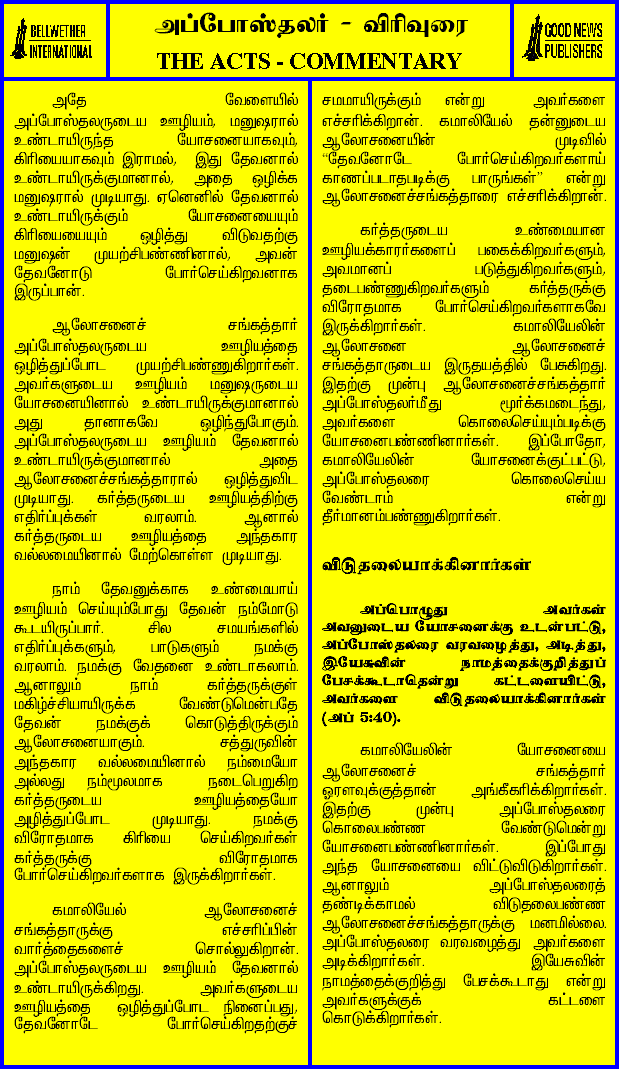 BELLWETHER
INTERNATIONAL
அப்போஸ்தலர் - விரிவுரை
THE ACTS - COMMENTARY
GOOD NEWS
PUBLISHERS
அதே வேளையில்
அப்போஸ்தலருடைய ஊழியம், மனுஷரால்
உண்டாயிருந்த யோசனையாகவும்,
கிரியையாகவும் இராமல், இது தேவனால்
உண்டாயிருக்குமானால், அதை ஒழிக்க
மனுஷரால் முடியாது. ஏனெனில் தேவனால்
உண்டாயிருக்கும் யோசனையையும்
கிரியையையும் ஒழித்து விடுவதற்கு
மனுஷன் முயற்சிபண்ணினால், அவன்
தேவனோடு போர்செய்கிறவனாக
இருப்பான்.
ஆலோசனைச் சங்கத்தார்
அப்போஸ்தலருடைய ஊழியத்தை
ஒழித்துப்போட முயற்சிபண்ணுகிறார்கள்.
அவர்களுடைய ஊழியம் மனுஷருடைய
யோசனையினால் உண்டாயிருக்குமானால்
அது தானாகவே ஒழிந்துபோகும்.
அப்போஸ்தலருடைய ஊழியம் தேவனால்
உண்டாயிருக்குமானால் அதை
ஆலோசனைச்சங்கத்தாரால் ஒழித்துவிட
முடியாது. கர்த்தருடைய ஊழியத்திற்கு
எதிர்ப்புக்கள் வரலாம். ஆனால்
கர்த்தருடைய ஊழியத்தை அந்தகார
வல்லமையினால் மேற்கொள்ள முடியாது.
நாம் தேவனுக்காக உண்மையாய்
ஊழியம் செய்யும்போது தேவன் நம்மோடு
கூடயிருப்பார். சில சமயங்களில்
எதிர்ப்புக்களும், பாடுகளும் நமக்கு
வரலாம். நமக்கு வேதனை உண்டாகலாம்.
ஆனாலும் நாம் கர்த்தருக்குள்
மகிழ்ச்சியாயிருக்க வேண்டுமென்பதே
தேவன் நமக்குக் கொடுத்திருக்கும்
ஆலோசனையாகும். சத்துருவின்
அந்தகார வல்லமையினால் நம்மையோ
அல்லது நம்மூலமாக நடைபெறுகிற
கர்த்தருடைய ஊழியத்தையோ
அழித்துப்போட முடியாது. நமக்கு
விரோதமாக கிரியை செய்கிறவர்கள்
கர்த்தருக்கு விரோதமாக
போர்செய்கிறவர்களாக இருக்கிறார்கள்.
கமாலியேல் ஆலோசனைச்
சங்கத்தாருக்கு எச்சரிப்பின்
வார்த்தைகளைச் சொல்லுகிறான்.
அப்போஸ்தலருடைய ஊழியம் தேவனால்
உண்டாயிருக்கிறது. அவர்களுடைய
ஊழியத்தை ஒழித்துப்போட நினைப்பது,
தேவனோடே போர்செய்கிறதற்குச்
சமமாயிருக்கும் என்று அவர்களை
எச்சரிக்கிறான். கமாலியேல் தன்னுடைய
ஆலோசனையின் முடிவில்
“தேவனோடே போர்செய்கிறவர்களாய்
காணப்படாதபடிக்கு பாருங்கள்” என்று
ஆலோசனைச்சங்கத்தாரை எச்சரிக்கிறான்.
கர்த்தருடைய உண்மையான
ஊழியக்காரர்களைப் பகைக்கிறவர்களும்,
அவமானப் படுத்துகிறவர்களும்,
தடைபண்ணுகிறவர்களும் கர்த்தருக்கு
விரோதமாக போர்செய்கிறவர்களாகவே
இருக்கிறார்கள். கமாலியேலின்
ஆலோசனை ஆலோசனைச்
சங்கத்தாருடைய இருதயத்தில் பேசுகிறது.
இதற்கு முன்பு ஆலோசனைச்சங்கத்தார்
அப்போஸ்தலர்மீது மூர்க்கமடைந்து,
அவர்களை கொலைசெய்யும்படிக்கு
யோசனைபண்ணினார்கள். இப்போதோ,
கமாலியேலின் யோசனைக்குட்பட்டு,
அப்போஸ்தலரை கொலைசெய்ய
வேண்டாம் என்று
தீர்மானம்பண்ணுகிறார்கள்.
விடுதலையாக்கினார்கள்
அப்பொழுது அவர்கள்
அவனுடைய யோசனைக்கு உடன்பட்டு,
அப்போஸ்தலரை வரவழைத்து, அடித்து,
இயேசுவின் நாமத்தைக்குறித்துப்
பேசக்கூடாதென்று கட்டளையிட்டு,
அவர்களை விடுதலையாக்கினார்கள்
(அப் 5:40).
கமாலியேலின் யோசனையை
ஆலோசனைச் சங்கத்தார்
ஓரளவுக்குத்தான் அங்கீகரிக்கிறார்கள்.
இதற்கு முன்பு அப்போஸ்தலரை
கொலைபண்ண வேண்டுமென்று
யோசனைபண்ணினார்கள். இப்போது
அந்த யோசனையை விட்டுவிடுகிறார்கள்.
ஆனாலும் அப்போஸ்தலரைத்
தண்டிக்காமல் விடுதலைபண்ண
ஆலோசனைச்சங்கத்தாருக்கு மனமில்லை.
அப்போஸ்தலரை வரவழைத்து அவர்களை
அடிக்கிறார்கள். இயேசுவின்
நாமத்தைக்குறித்து பேசக்கூடாது என்று
அவர்களுக்குக் கட்டளை
கொடுக்கிறார்கள்.